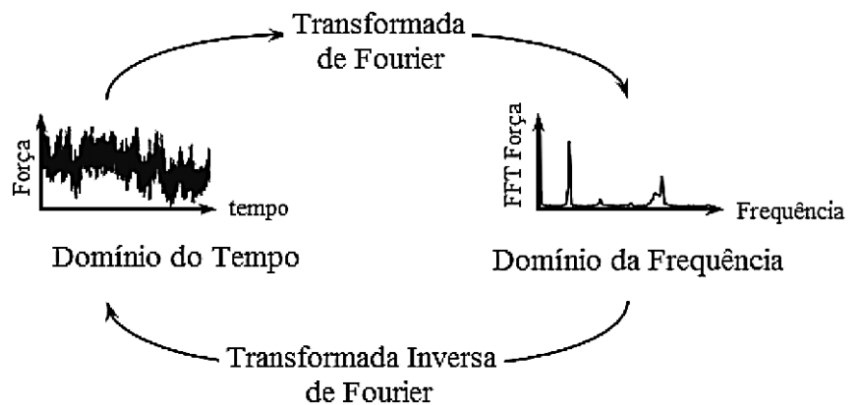 Transformada
de Fourier
Força
tempo
Domínio do Tempo
FFT Força
Frequência
Domínio da Frequência
Transformada Inversa
de Fourier